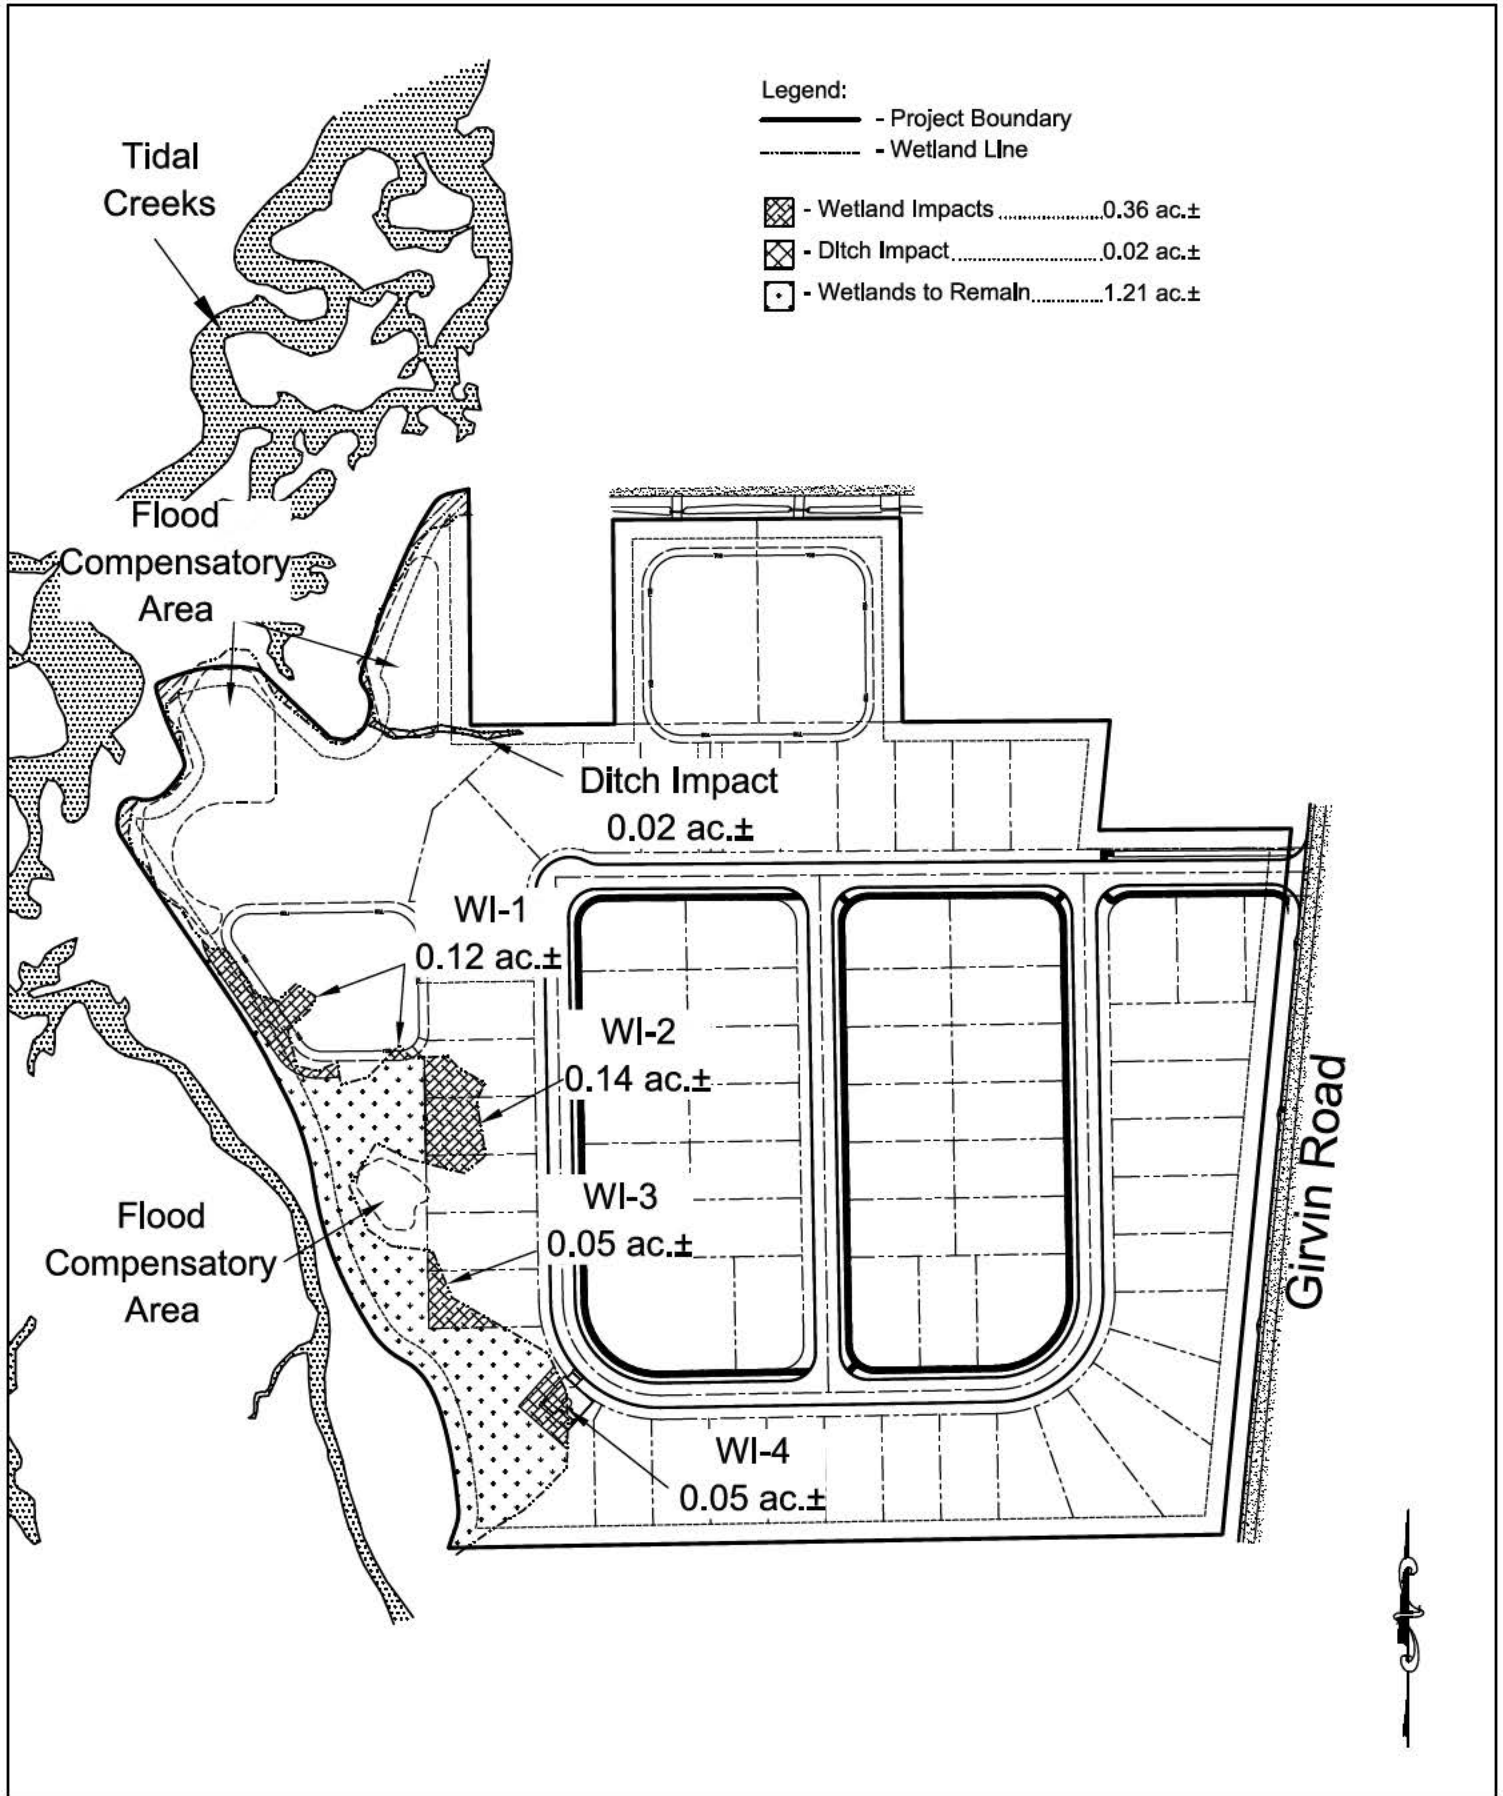 Legend:
- Project Boundary
- Wetland Line
- Wetland Impacts ........................ 0.36 ac.±
- Ditch Impact ........................ 0.02 ac.±
- Wetlands to Remain ............ 1.21 ac.±
Tidal
Creeks
Flood
Compensatory
Area
Ditch Impact
0.02 ac.±
WI-1
0.12 ac.±
WI-2
0.14 ac.±
WI-3
0.05 ac.±
Flood
Compensatory
Area
WI-4
0.05 ac.±
Girvin Road